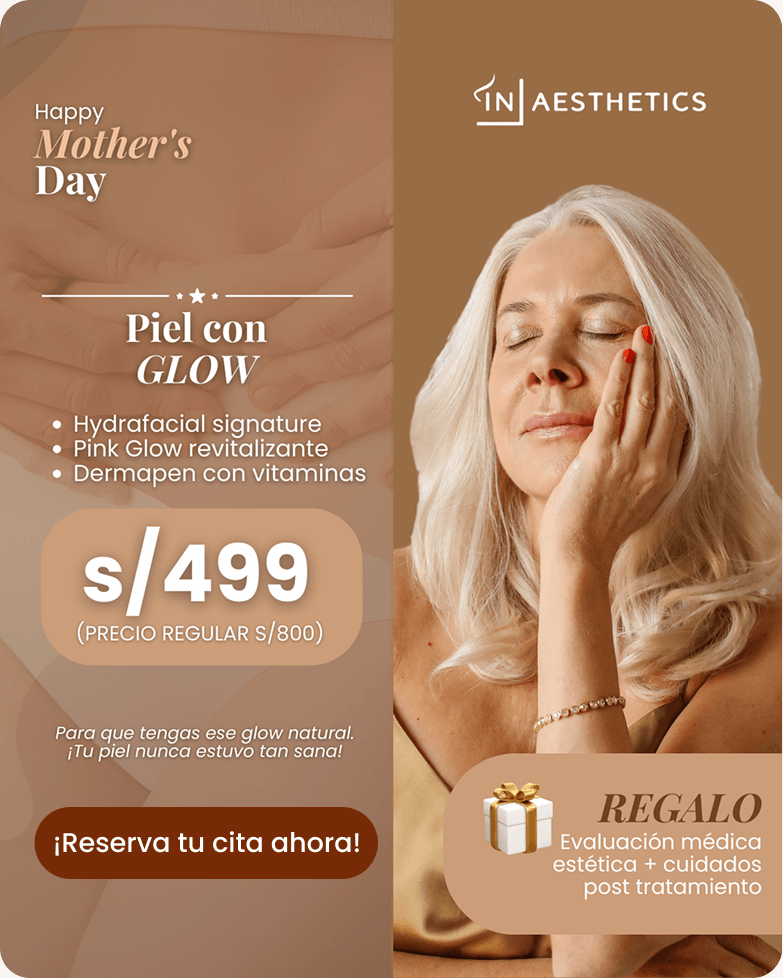 Happy
Mother's
Day
IN AESTHETICS
Piel con
GLOW
Hydrafacial signature
Pink Glow revitalizante
Dermapen con vitaminas
s/499
(PRECIO REGULAR S/800)
Para que tengas ese glow natural.
¡Tu piel nunca estuvo tan sana!
¡Reserva tu cita ahora!
REGALO
Evaluación médica
estética + cuidados
post tratamiento